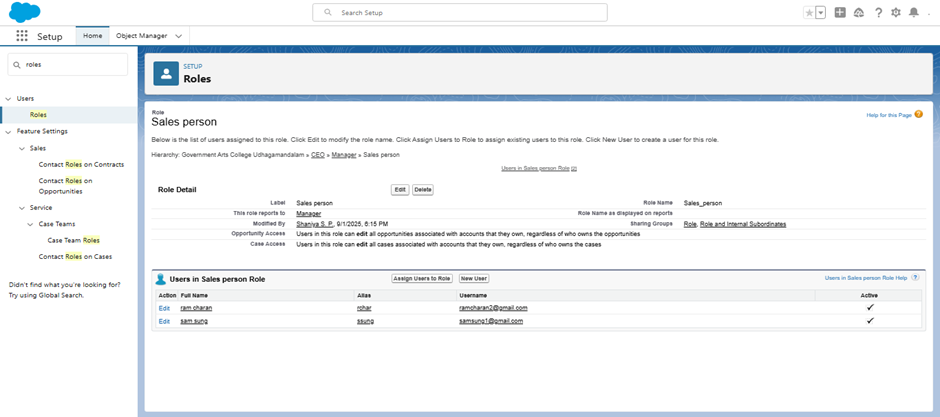 Search Setup
Setup
Home
Object Manager
roles
Users
Roles
Feature Settings
Sales
Contact Roles on Contracts
Contact Roles on
Opportunities
Service
Case Teams
Case Team Roles
Contact Roles on Cases
Didn't find what you're looking for?
Try using Global Search.
SETUP
Roles
Role
Sales person
Help for this Page
Below is the list of users assigned to this role. Click Edit to modify the role name. Click Assign Users to Role to assign existing users to this role. Click New User to create a user for this role.
Hierarchy: Government Arts College Udhagamandalam » CEO » Manager » Sales person
Users in Sales person Role [2]
Role Detail Edit Delete
Label Sales person Role Name Sales_person
This role reports to Manager Role Name as displayed on reports
Modified By Shaniya S. P., 9/1/2025, 6:15 PM Sharing Groups Role, Role and Internal Subordinates
Opportunity Access Users in this role can edit all opportunities associated with accounts that they own, regardless of who owns the opportunities
Case Access Users in this role can edit all cases associated with accounts that they own, regardless of who owns the cases
Users in Sales person Role Assign Users to Role New User Users in Sales person Role Help ?
Action Full Name Alias Username Active
Edit ram charan rchar ramcharan2@gmail.com ✓
Edit sam sung ssung samsung1@gmail.com ✓